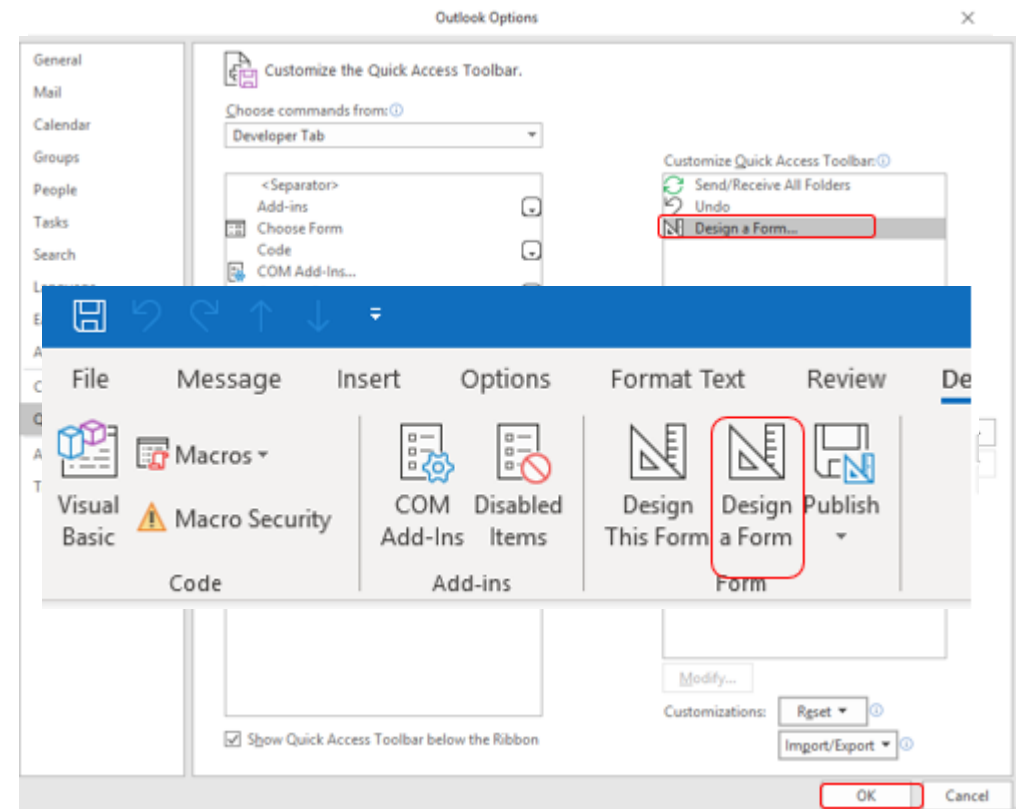 Outlook Options
General
Mail
Calendar
Groups
People
Tasks
Search
Customize the Quick Access Toolbar.
Choose commands from:
Developer Tab
<Separator>
Add-ins
Choose Form
Code
COM Add-Ins...
Customize Quick Access Toolbar:
Send/Receive All Folders
Undo
Design a Form...
File Message Insert Options Format Text Review De
Visual
Basic
Macros
Macro Security
Code
COM
Add-Ins
Disabled
Items
Add-ins
Design
This Form
Design
a Form
Publish
Form
Modify...
Customizations: Reset
Import/Export
Show Quick Access Toolbar below the Ribbon
OK Cancel